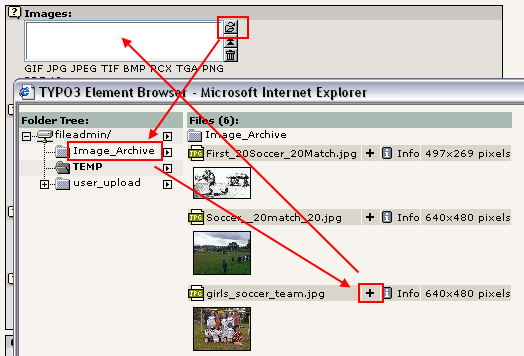 Images:
GIF JPG JPEG TIF BMP PCX TGA PNG
TYPO3 Element Browser - Microsoft Internet Explorer
Folder Tree:
fileadmin/
Image_Archive
TEMP
user_upload
Files (6):
Image_Archive
First_20Soccer_20Match.jpg + Info 497x269 pixels
Soccer__20match_20.jpg + Info 640x480 pixels
girls_soccer_team.jpg + Info 640x480 pixels